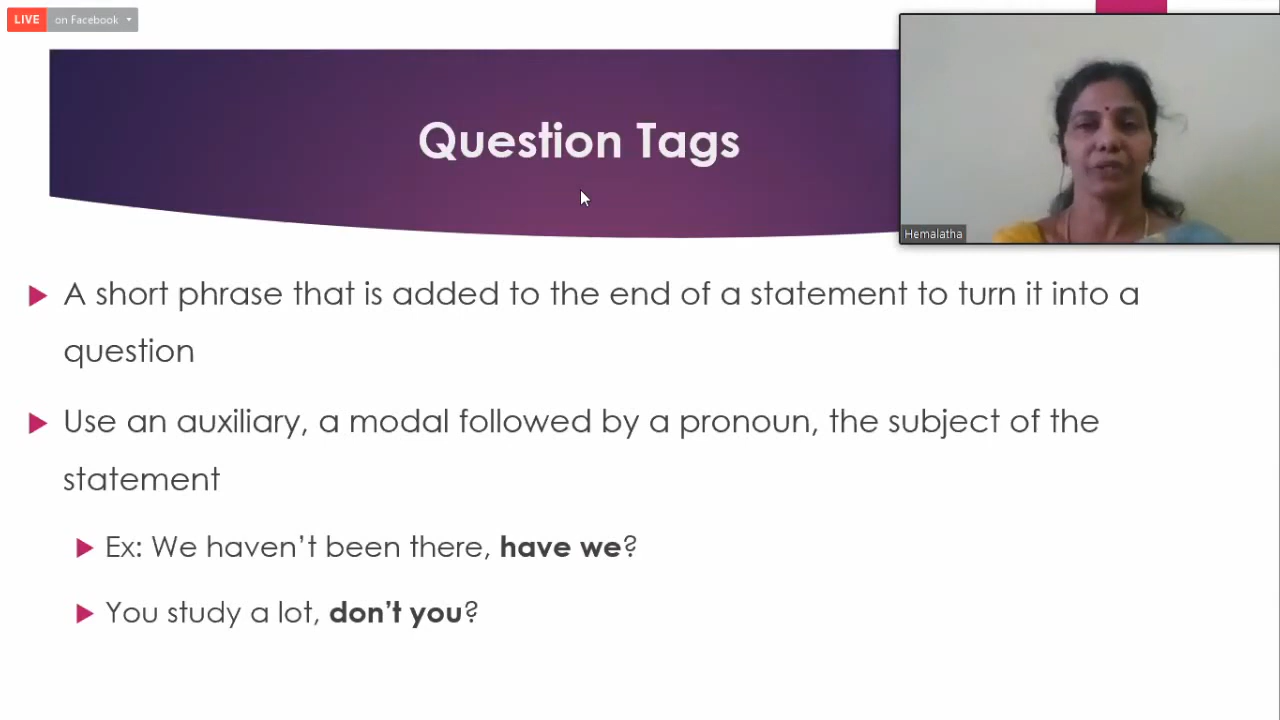 LIVE on Facebook
Question Tags
Hemalatha
A short phrase that is added to the end of a statement to turn it into a
question
Use an auxiliary, a modal followed by a pronoun, the subject of the
statement
Ex: We haven’t been there, have we?
You study a lot, don’t you?